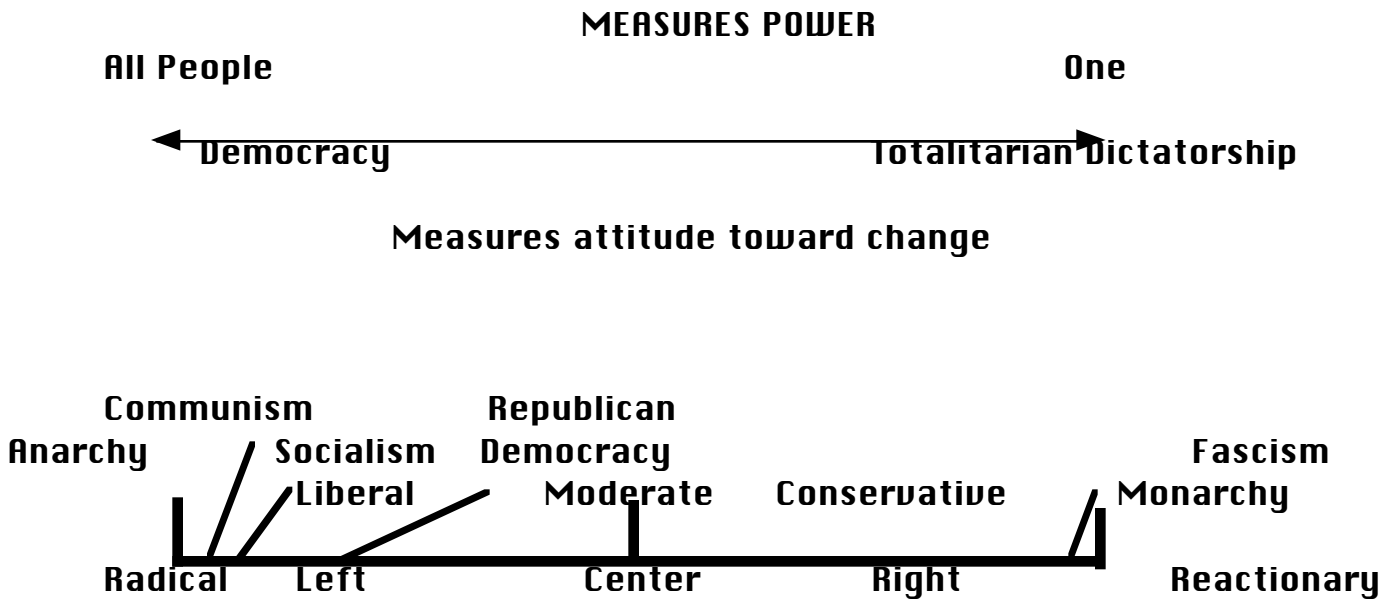 MEASURES POWER
All People One
Democracy Totalitarian Dictatorship
Measures attitude toward change
Communism Republican
Anarchy Socialism Democracy Fascism
Liberal Moderate Conservative Monarchy
Radical Left Center Right Reactionary